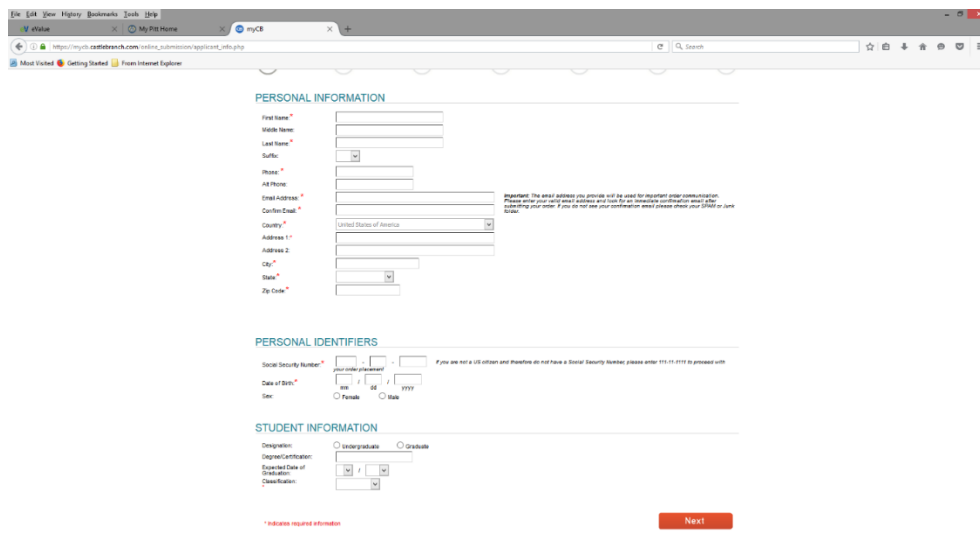 File Edit View History Bookmarks Tools Help
eValue My Pitt Home myCB
https://mycb.castlebranch.com/online_submission/applicant_info.php Search
Most Visited Getting Started From Internet Explorer
PERSONAL INFORMATION
First Name:*
Middle Name:
Last Name:*
Suffix:
Phone: *
Alt Phone:
Email Address: *
Important: The email address you provide will be used for important order communication.
Please enter your valid email address and look for an immediate confirmation email after
submitting your order. If you do not see your confirmation email please check your SPAM or Junk
folder.
Confirm Email: *
Country:* United States of America
Address 1:*
Address 2:
City:*
State:*
Zip Code:*
PERSONAL IDENTIFIERS
Social Security Number:* - - If you are not a US citizen and therefore do not have a Social Security Number, please enter 111-11-1111 to proceed with
your order placement
Date of Birth:* / /
mm dd yyyy
Sex: Female Male
STUDENT INFORMATION
Designation: Undergraduate Graduate
Degree/Certification:
Expected Date of
Graduation: /
Classification:
*
* Indicates required information
Next